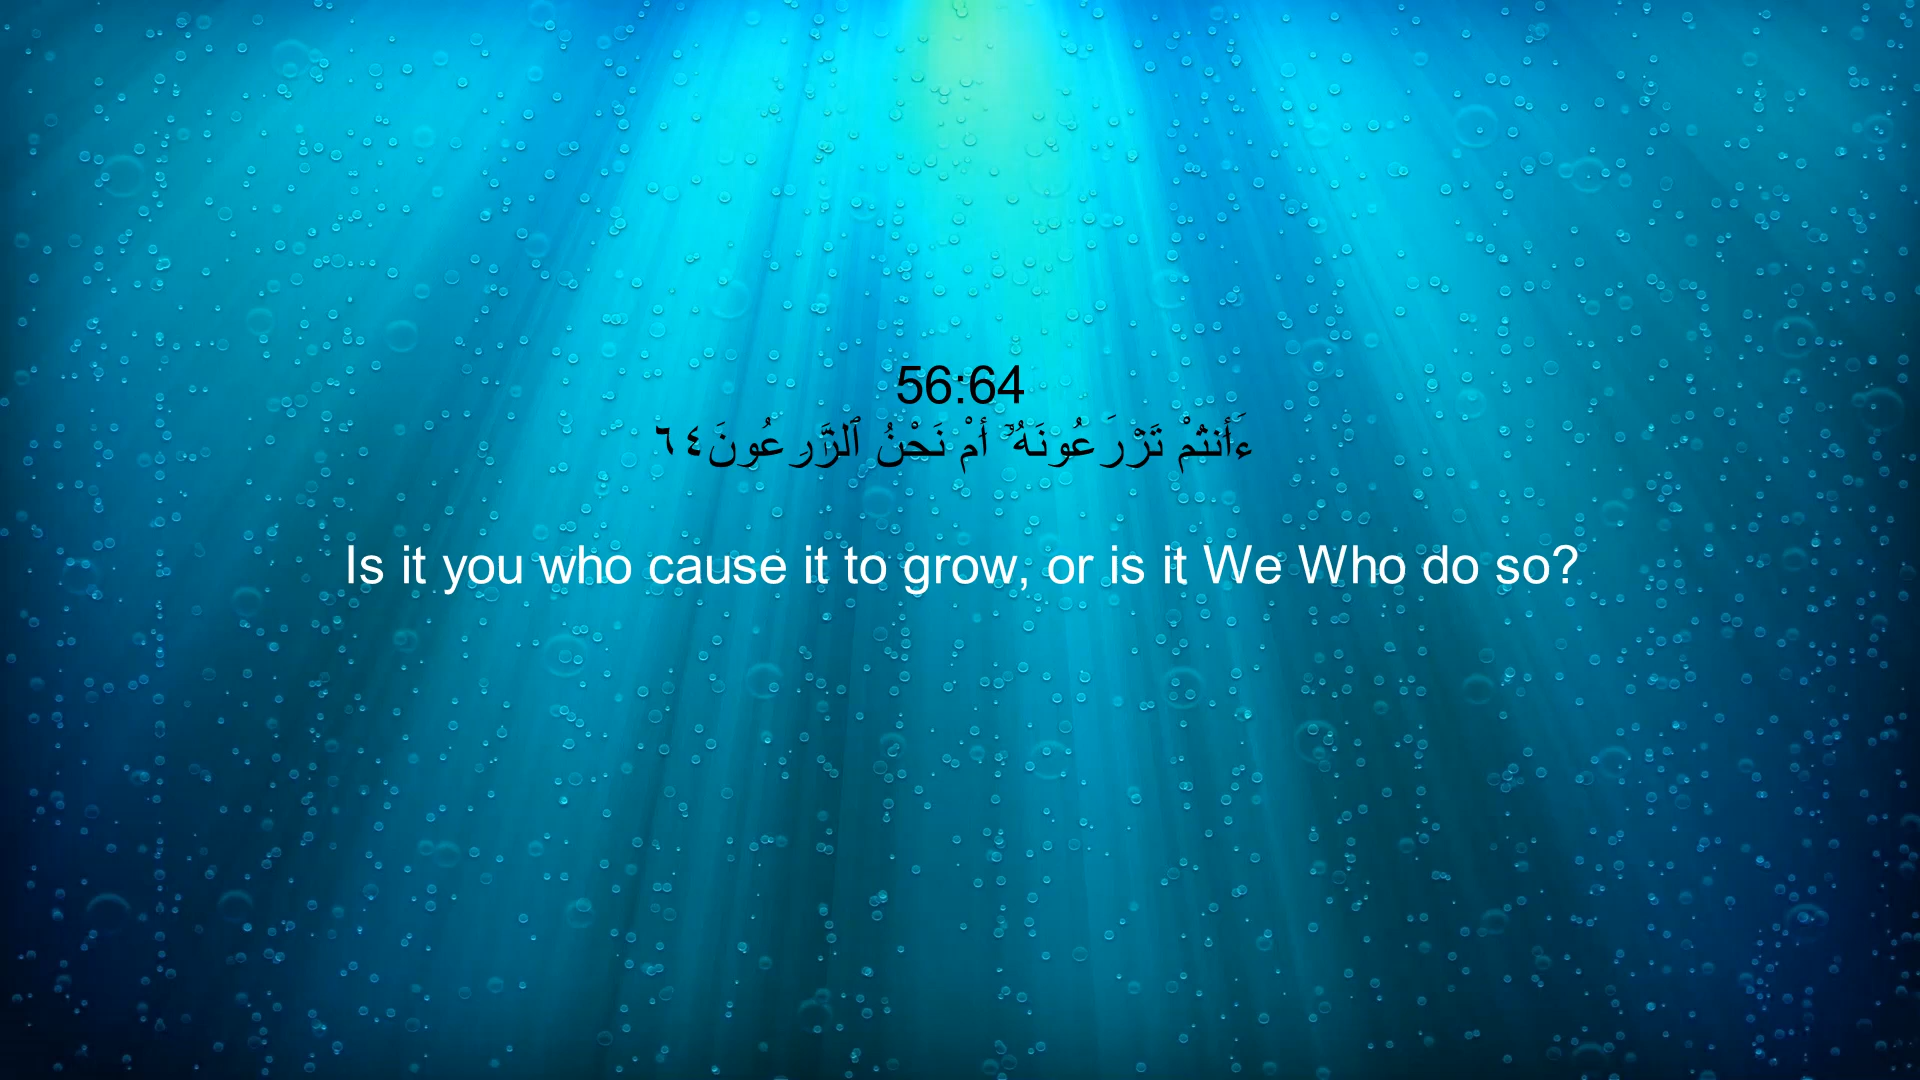 56:64
ءَأَنتُمْ تَزْرَعُونَهُۥٓ أَمْ نَحْنُ ٱلزَّٰرِعُونَ٦٤
Is it you who cause it to grow, or is it We Who do so?